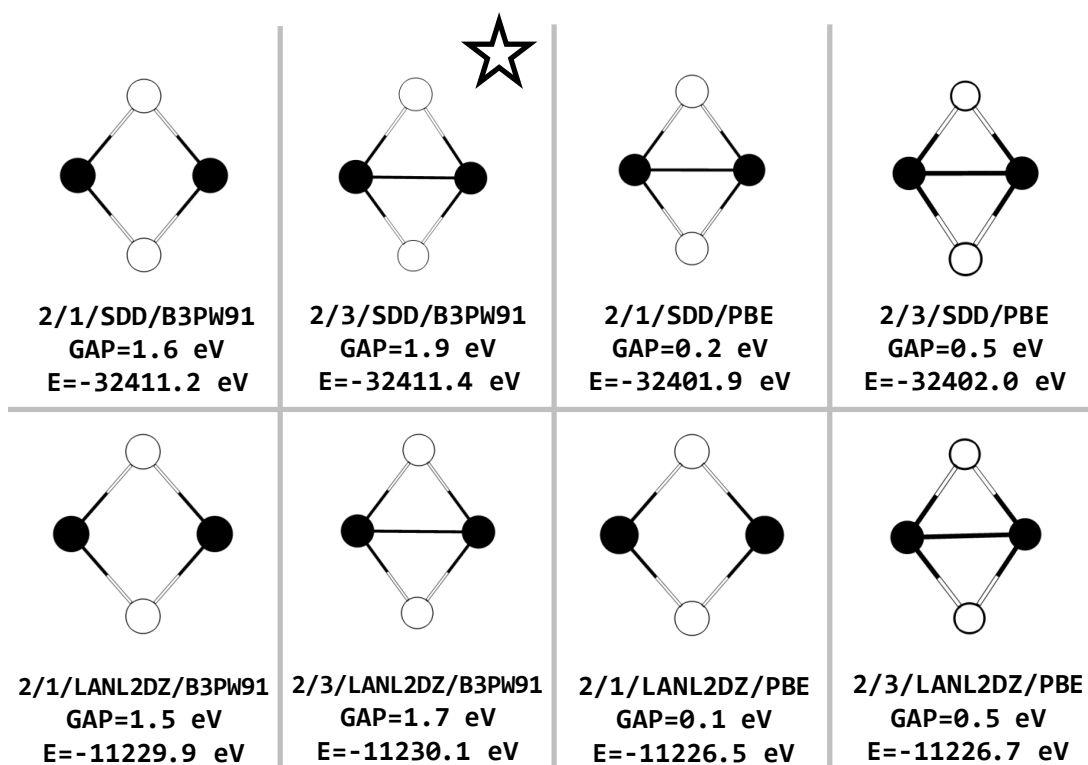 2/1/SDD/B3PW91
GAP=1.6 eV
E=-32411.2 eV
2/3/SDD/B3PW91
GAP=1.9 eV
E=-32411.4 eV
2/1/SDD/PBE
GAP=0.2 eV
E=-32401.9 eV
2/3/SDD/PBE
GAP=0.5 eV
E=-32402.0 eV
2/1/LANL2DZ/B3PW91
GAP=1.5 eV
E=-11229.9 eV
2/3/LANL2DZ/B3PW91
GAP=1.7 eV
E=-11230.1 eV
2/1/LANL2DZ/PBE
GAP=0.1 eV
E=-11226.5 eV
2/3/LANL2DZ/PBE
GAP=0.5 eV
E=-11226.7 eV